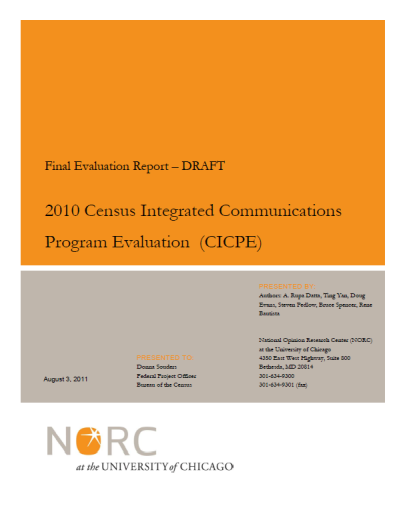 Final Evaluation Report – DRAFT
2010 Census Integrated Communications
Program Evaluation (CICPE)
PRESENTED BY:
Authors: A. Rupa Datta, Ting Yan, Doug
Evans, Steven Pedlow, Bruce Spencer, Rene
Bautista
National Opinion Research Center (NORC)
at the University of Chicago
4350 East West Highway, Suite 800
Bethesda, MD 20814
301-634-9300
301-634-9301 (fax)
PRESENTED TO:
Donna Souders
Federal Project Officer
Bureau of the Census
August 3, 2011
NORC
at the UNIVERSITY of CHICAGO